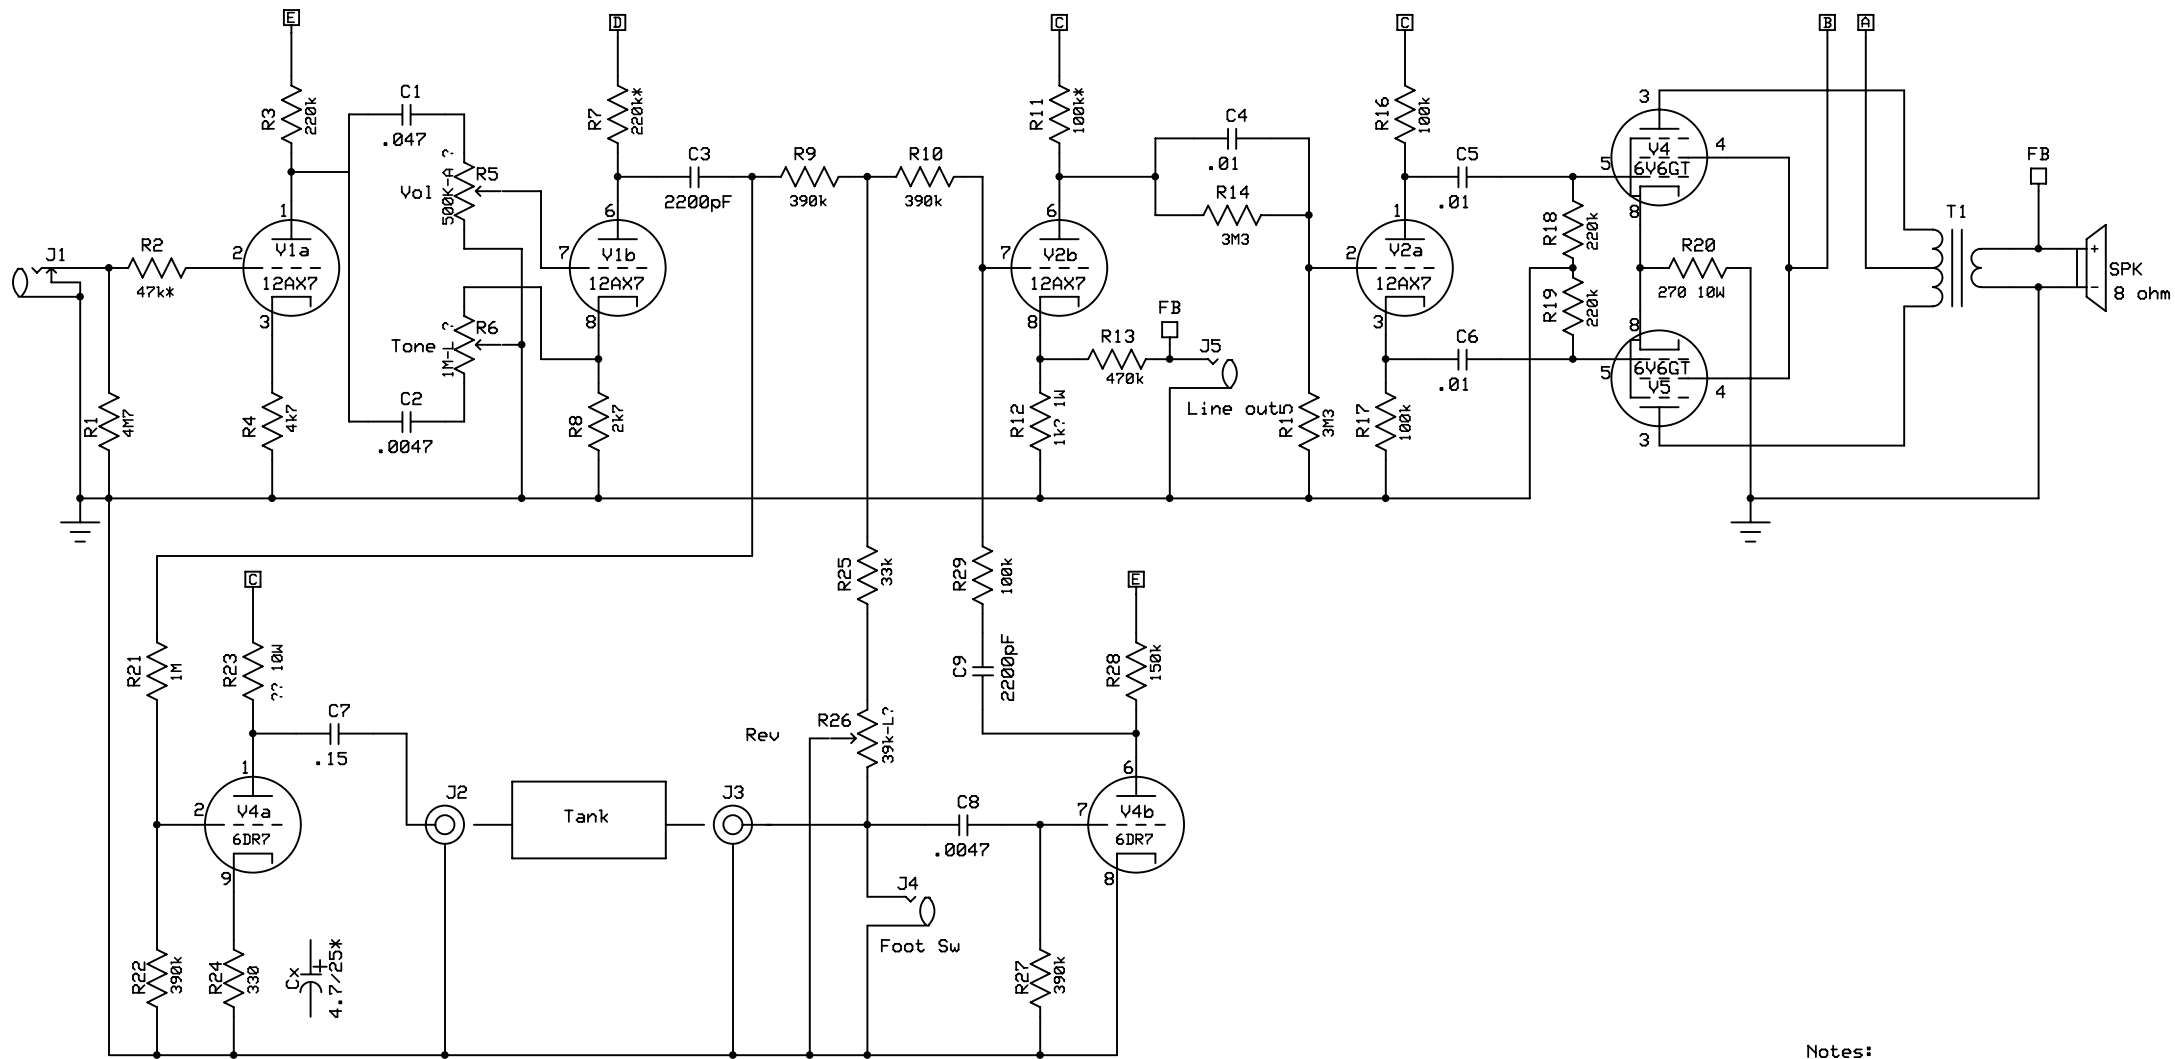 E
D
C
C
B
A
R3
220k
C1
.047
R7
220k*
R11
100k*
C4
.01
R16
100k
3
V4
6V6GT
4
5
8
FB
Vol
R5
500K-A ?
C3
2200pF
R9
390k
R10
390k
R14
3M3
C5
.01
R18
220k
T1
J1
R2
47k*
1
2
V1a
12AX7
3
6
7
V1b
12AX7
8
6
7
V2b
12AX7
8
1
2
V2a
12AX7
3
R20
270 10W
R19
220k
+
-
SPK
8 ohm
Tone
R6
1M-L ?
FB
R13
470k
J5
Line out
C6
.01
8
6V6GT
V5
5
4
3
R1
4M7
R4
4k7
C2
.0047
R8
2k7
R12
1k? 1W
R15
3M3
R17
100k
C
R25
33k
R29
100k
E
R21
1M
R23
?? 10W
C9
2200pF
R28
150k
C7
.15
Rev
R26
39k-L?
1
2
V4a
6DR7
9
J2
Tank
J3
C8
.0047
6
7
V4b
6DR7
8
J4
Foot Sw
R22
390k
R24
330
Cx
+
4.7/25*
R27
390k
Notes: